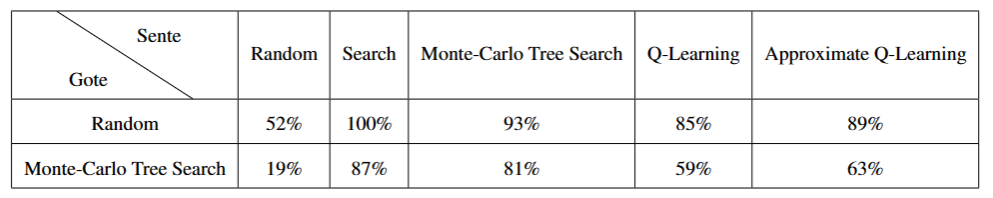 Sente
Gote
Random Search Monte-Carlo Tree Search Q-Learning Approximate Q-Learning
Random 52% 100% 93% 85% 89%
Monte-Carlo Tree Search 19% 87% 81% 59% 63%